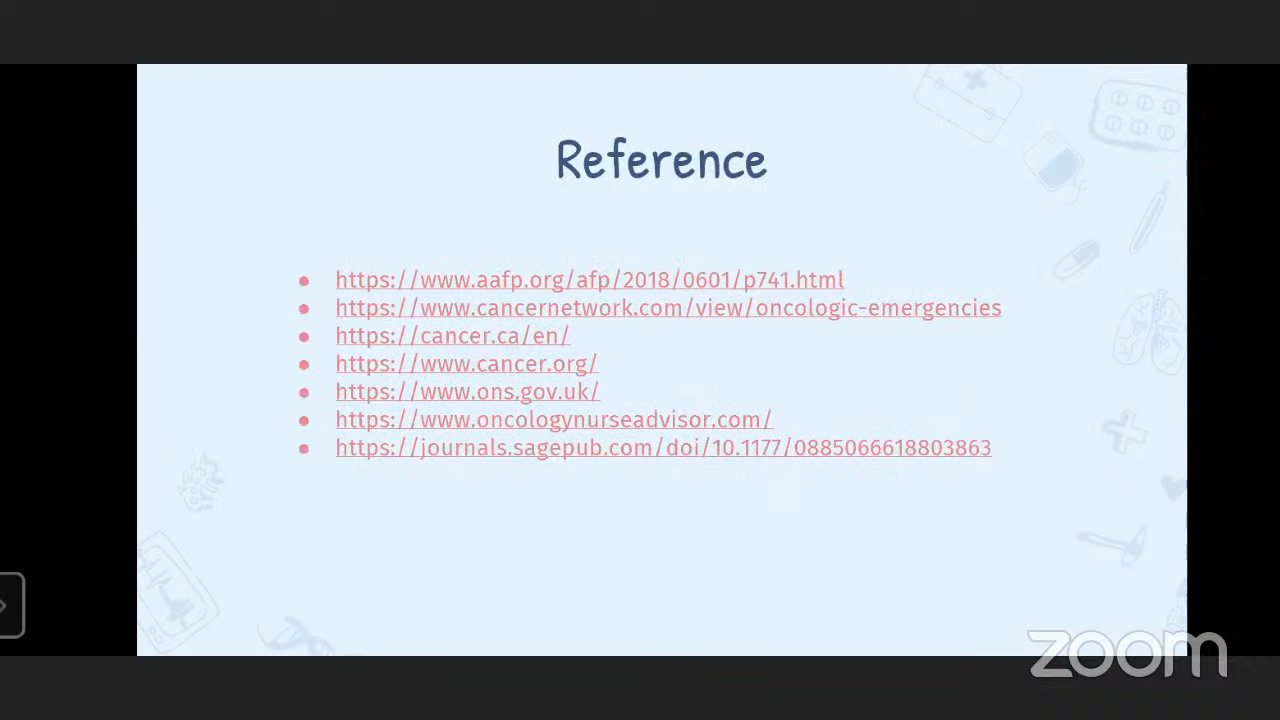 Reference
https://www.aafp.org/afp/2018/0601/p741.html
https://www.cancernetwork.com/view/oncologic-emergencies
https://cancer.ca/en/
https://www.cancer.org/
https://www.ons.gov.uk/
https://www.oncologynurseadvisor.com/
https://journals.sagepub.com/doi/10.1177/0885066618803863
zoom